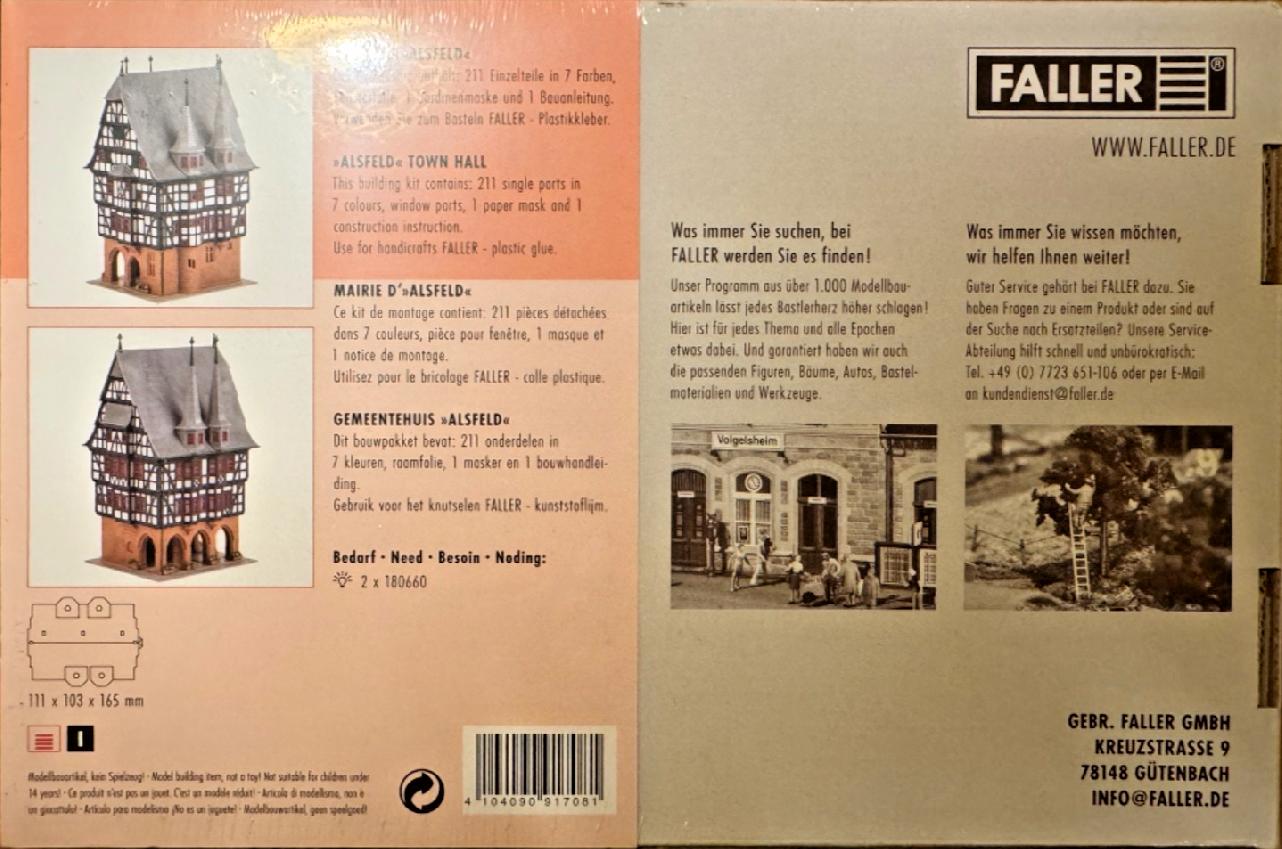 »ALSFELD«
211 Einzelteile in 7 Farben,
1 Gardinenmaske und 1 Bauanleitung.
Verwenden Sie zum Basteln FALLER - Plastikkleber.
»ALSFELD« TOWN HALL
This building kit contains: 211 single parts in
7 colours, window parts, 1 paper mask and 1
construction instruction.
Use for handicrafts FALLER - plastic glue.
MAIRIE D'»ALSFELD«
Ce kit de montage contient: 211 pièces détachées
dans 7 couleurs, pièce pour fenêtre, 1 masque et
1 notice de montage.
Utilisez pour le bricolage FALLER - colle plastique.
GEMEENTEHUIS »ALSFELD«
Dit bouwpakket bevat: 211 onderdelen in
7 kleuren, raamfolie, 1 masker en 1 bouwhandlei-
ding.
Gebruik voor het knutselen FALLER - kunststoflijm.
Bedarf · Need · Besoin · Noding:
2 x 180660
111 x 103 x 165 mm
I
Modellbauartikel, kein Spielzeug! · Model building item, not a toy! Not suitable for children under
14 years! · Ce produit n'est pas un jouet. C'est un modèle réduit! · Articolo di modellismo, non è
un giocattolo! · Artículo para modelismo ¡No es un juguete! · Modelbouwartikel, geen speelgoed!
4 104090 917081
FALLER®
WWW.FALLER.DE
Was immer Sie suchen, bei
FALLER werden Sie es finden!
Unser Programm aus über 1.000 Modellbau-
artikeln lässt jedes Bastlerherz höher schlagen!
Hier ist für jedes Thema und alle Epochen
etwas dabei. Und garantiert haben wir auch
die passenden Figuren, Bäume, Autos, Bastel-
materialien und Werkzeuge.
Was immer Sie wissen möchten,
wir helfen Ihnen weiter!
Guter Service gehört bei FALLER dazu. Sie
haben Fragen zu einem Produkt oder sind auf
der Suche nach Ersatzteilen? Unsere Service-
Abteilung hilft schnell und unbürokratisch:
Tel. +49 (0) 7723 651-106 oder per E-Mail
an kundendienst@faller.de
Volgelsheim
GEBR. FALLER GMBH
KREUZSTRASSE 9
78148 GÜTENBACH
INFO@FALLER.DE